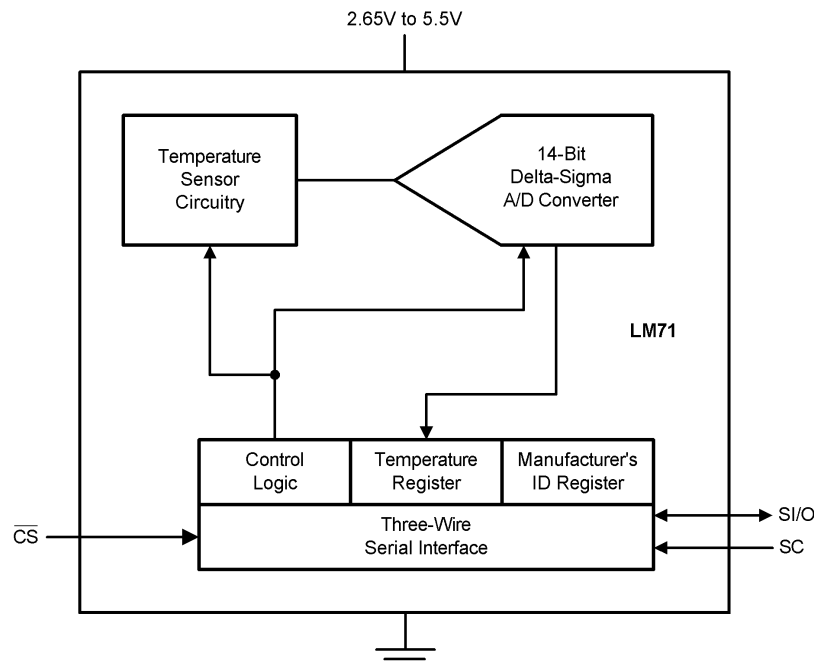 2.65V to 5.5V
Temperature
Sensor
Circuitry
14-Bit
Delta-Sigma
A/D Converter
LM71
Control
Logic
Temperature
Register
Manufacturer's
ID Register
Three-Wire
Serial Interface
C̅S̅
SI/O
SC